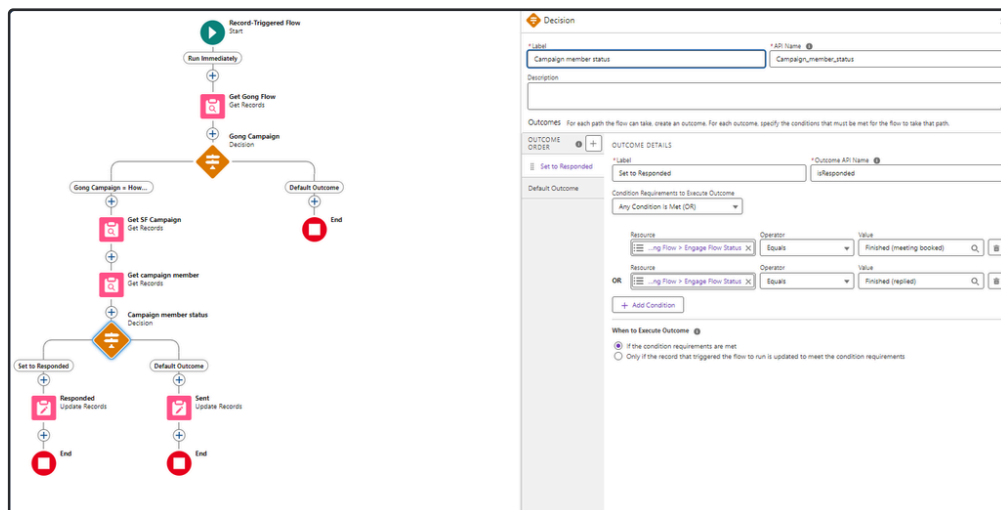 Record-Triggered Flow
Start
Run Immediately
Get Gong Flow
Get Records
Gong Campaign
Decision
Gong Campaign = How...
Default Outcome
Get SF Campaign
Get Records
End
Get campaign member
Get Records
Campaign member status
Decision
Set to Responded
Default Outcome
Responded
Update Records
Sent
Update Records
End
End
Decision
*Label
*API Name
Campaign member status
Campaign_member_status
Description
Outcomes For each path the flow can take, create an outcome. For each outcome, specify the conditions that must be met for the flow to take that path.
OUTCOME ORDER
Set to Responded
Default Outcome
OUTCOME DETAILS
*Label
*Outcome API Name
Set to Responded
isResponded
Condition Requirements to Execute Outcome
Any Condition Is Met (OR)
Resource Operator Value
...ng Flow > Engage Flow Status Equals Finished (meeting booked)
Resource Operator Value
OR ...ng Flow > Engage Flow Status Equals Finished (replied)
+ Add Condition
When to Execute Outcome
If the condition requirements are met
Only if the record that triggered the flow to run is updated to meet the condition requirements